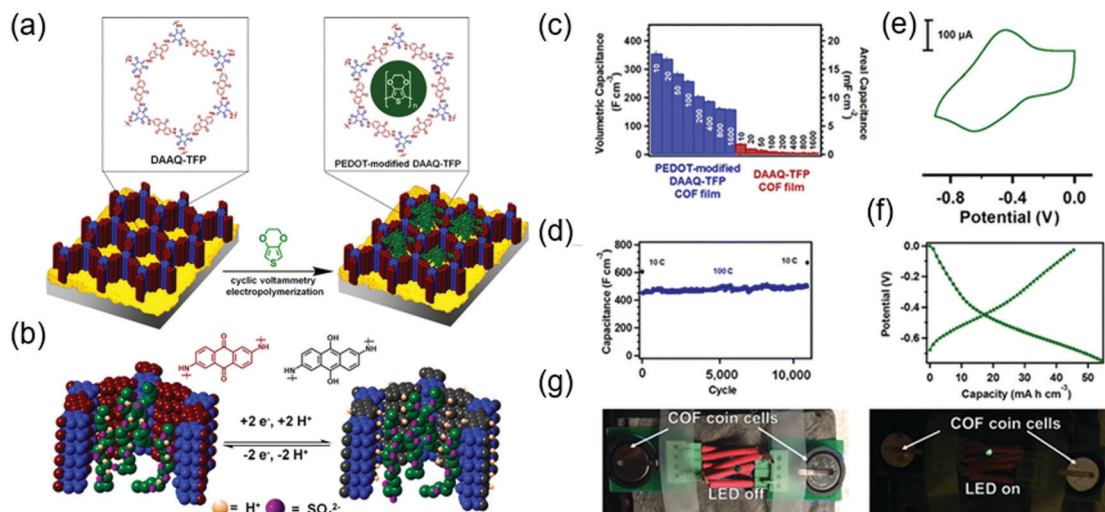 (a)
DAAQ-TFP
PEDOT-modified DAAQ-TFP
O
O
S
cyclic voltammetry
electropolymerization
(b)
O
O
HN
NH
OH
OH
HN
NH
+2 e-, +2 H+
-2 e-, -2 H+
= H+ = SO₄²⁻
(c)
Volumetric Capacitance
(F cm-3)
400
300
200
100
0
10
20
50
100
200
400
800
1600
10
20
50
100
200
400
800
1600
20
15
10
5
0
Areal Capacitance
(mF cm-2)
PEDOT-modified
DAAQ-TFP
COF film
DAAQ-TFP
COF film
(d)
Capacitance (F cm-3)
800
600
400
200
0
10 C
100 C
10 C
0
5,000
10,000
Cycle
(e)
100 µA
-0.8
-0.4
0.0
Potential (V)
(f)
Potential (V)
0.0
-0.2
-0.4
-0.6
0
10
20
30
40
50
Capacity (mA h cm-3)
(g)
COF coin cells
LED off
COF coin cells
LED on